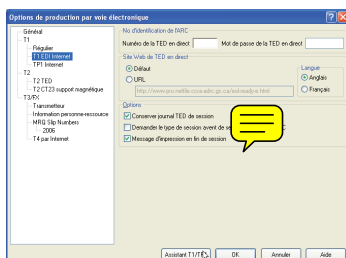 Options de production par voie électronique
Général
T1
Régulier
T1 EDI Internet
TP1 Internet
T2
T2 TED
T2 CT23 support magnétique
T3/FX
Transmetteur
Information personne-ressource
MRQ Slip Numbers
2006
T4 par Internet
No d'identification de l'ARC
Numéro de la TED en direct
Mot de passe de la TED en direct
Site Web de TED en direct
Défaut
URL
Langue
Anglais
Français
Options
Conserver journal TED de session
Demander le type de session avant de
Message d'impression en fin de session
Assistant T1/TED
OK
Annuler
Aide